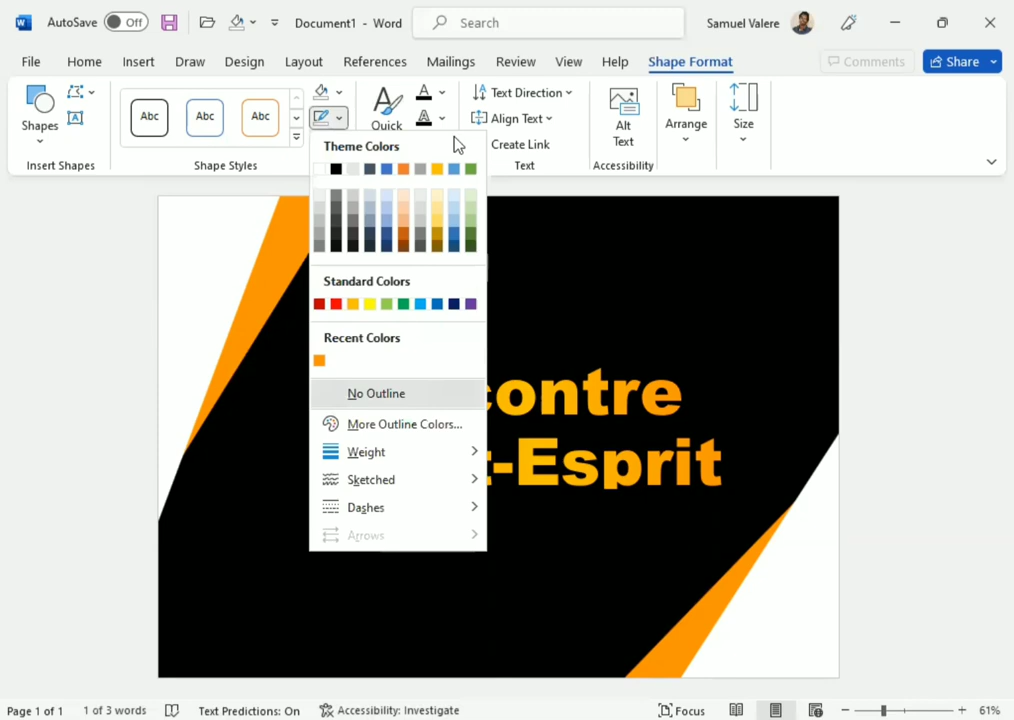 AutoSave Off Document1 - Word Search Samuel Valere
File Home Insert Draw Design Layout References Mailings Review View Help Shape Format Comments Share
Shapes
Insert Shapes
Abc Abc Abc
Shape Styles
Quick
Text Direction
Align Text
Create Link
Text
Alt
Text
Accessibility
Arrange
Size
Theme Colors
Standard Colors
Recent Colors
No Outline
More Outline Colors...
Weight
Sketched
Dashes
Arrows
contre
t-Esprit
Page 1 of 1 1 of 3 words Text Predictions: On Accessibility: Investigate Focus 61%